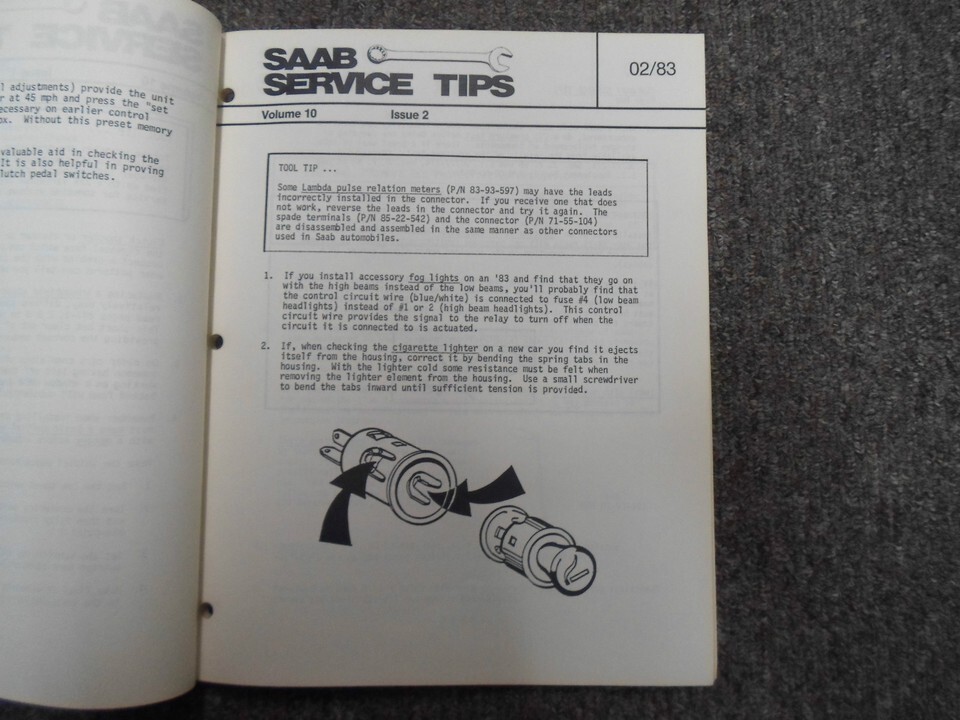 l adjustments) provide the unit
r at 45 mph and press the "set
ecessary on earlier control
ox. Without this preset memory
valuable aid in checking the
It is also helpful in proving
lutch pedal switches.
SAAB
SERVICE TIPS
02/83
Volume 10 Issue 2
TOOL TIP ...
Some Lambda pulse relation meters (P/N 83-93-597) may have the leads
incorrectly installed in the connector. If you receive one that does
not work, reverse the leads in the connector and try it again. The
spade terminals (P/N 85-22-542) and the connector (P/N 71-55-104)
are disassembled and assembled in the same manner as other connectors
used in Saab automobiles.
1. If you install accessory fog lights on an '83 and find that they go on
with the high beams instead of the low beams, you'll probably find that
the control circuit wire (blue/white) is connected to fuse #4 (low beam
headlights) instead of #1 or 2 (high beam headlights). This control
circuit wire provides the signal to the relay to turn off when the
circuit it is connected to is actuated.
2. If, when checking the cigarette lighter on a new car you find it ejects
itself from the housing, correct it by bending the spring tabs in the
housing. With the lighter cold some resistance must be felt when
removing the lighter element from the housing. Use a small screwdriver
to bend the tabs inward until sufficient tension is provided.